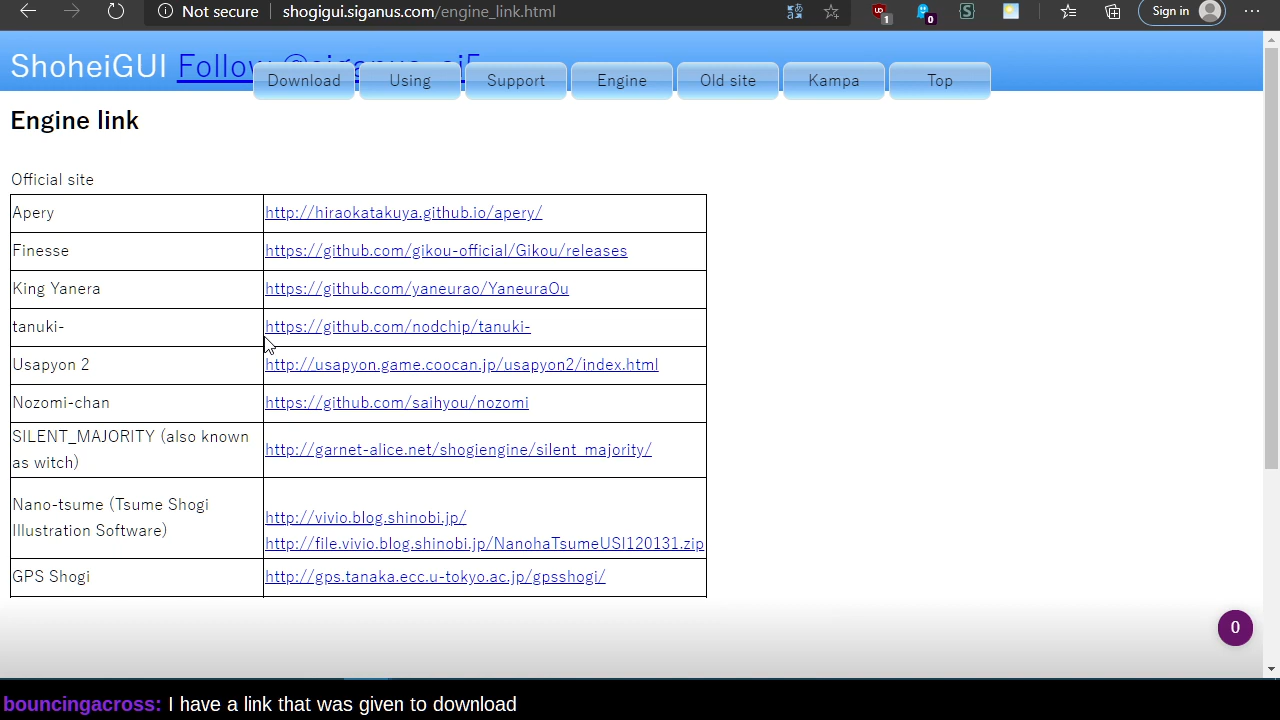 Not secure shogigui.siganus.com/engine_link.html 1 0 Sign in
ShoheiGUI Follow @siganus_ai5
Download Using Support Engine Old site Kampa Top
Engine link
Official site
Apery http://hiraokatakuya.github.io/apery/
Finesse https://github.com/gikou-official/Gikou/releases
King Yanera https://github.com/yaneurao/YaneuraOu
tanuki- https://github.com/nodchip/tanuki-
Usapyon 2 http://usapyon.game.coocan.jp/usapyon2/index.html
Nozomi-chan https://github.com/saihyou/nozomi
SILENT_MAJORITY (also known
as witch) http://garnet-alice.net/shogiengine/silent_majority/
Nano-tsume (Tsume Shogi
Illustration Software) http://vivio.blog.shinobi.jp/
http://file.vivio.blog.shinobi.jp/NanohaTsumeUSI120131.zip
GPS Shogi http://gps.tanaka.ecc.u-tokyo.ac.jp/gpsshogi/
0
bouncingacross: I have a link that was given to download